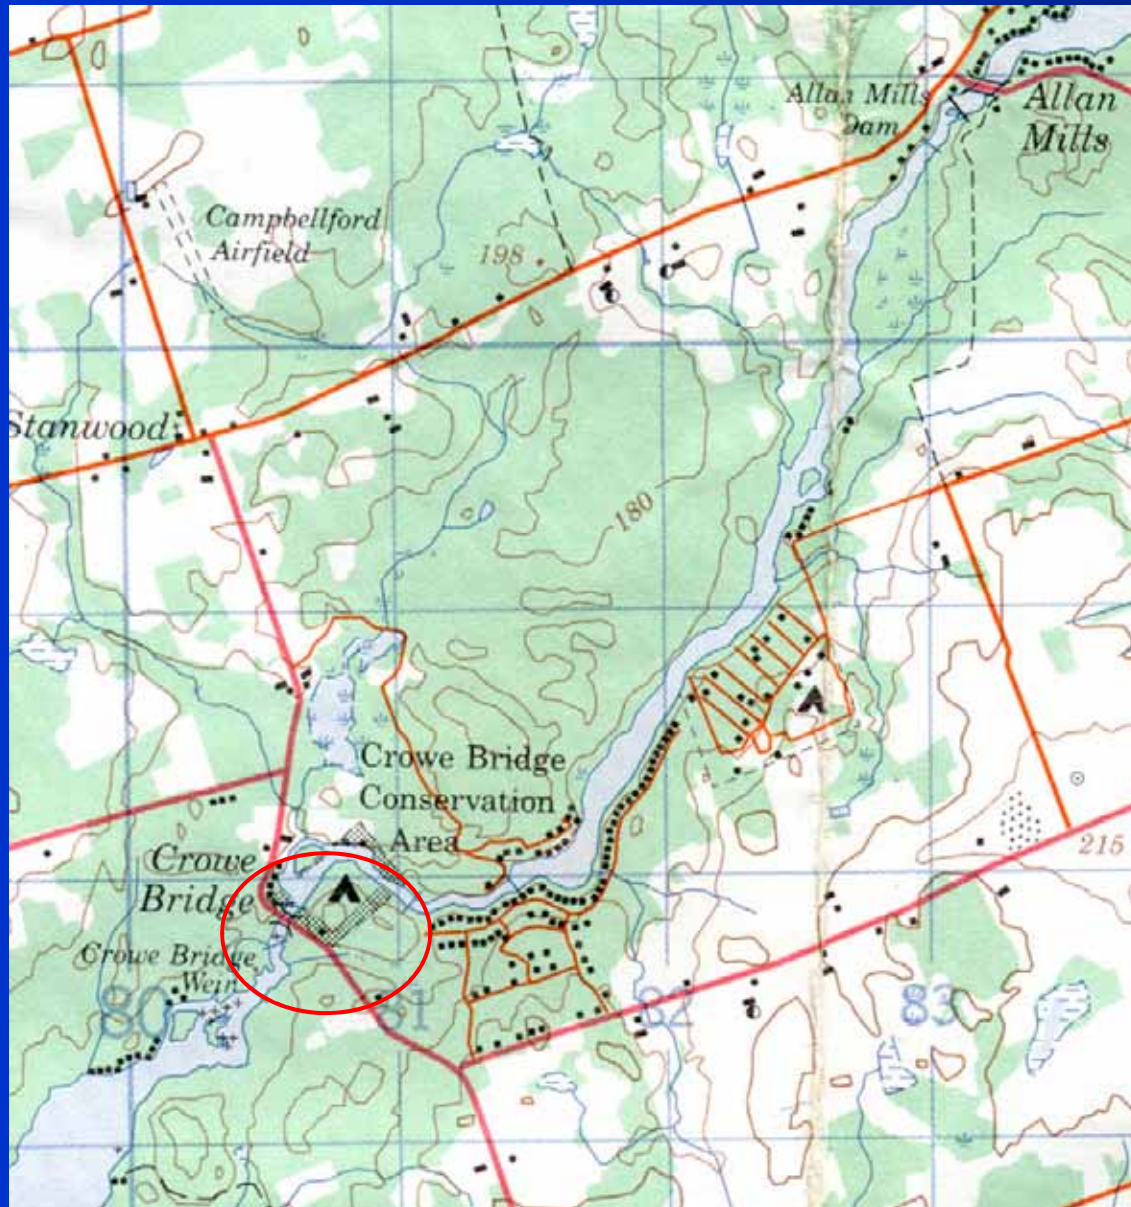 Allan Mills
Dam
Allan
Mills
Campbellford
Airfield
198
Stanwood
180
Crowe Bridge
Conservation
Area
215
Crowe
Bridge
Crowe Bridge
Wein
80
81
82
83